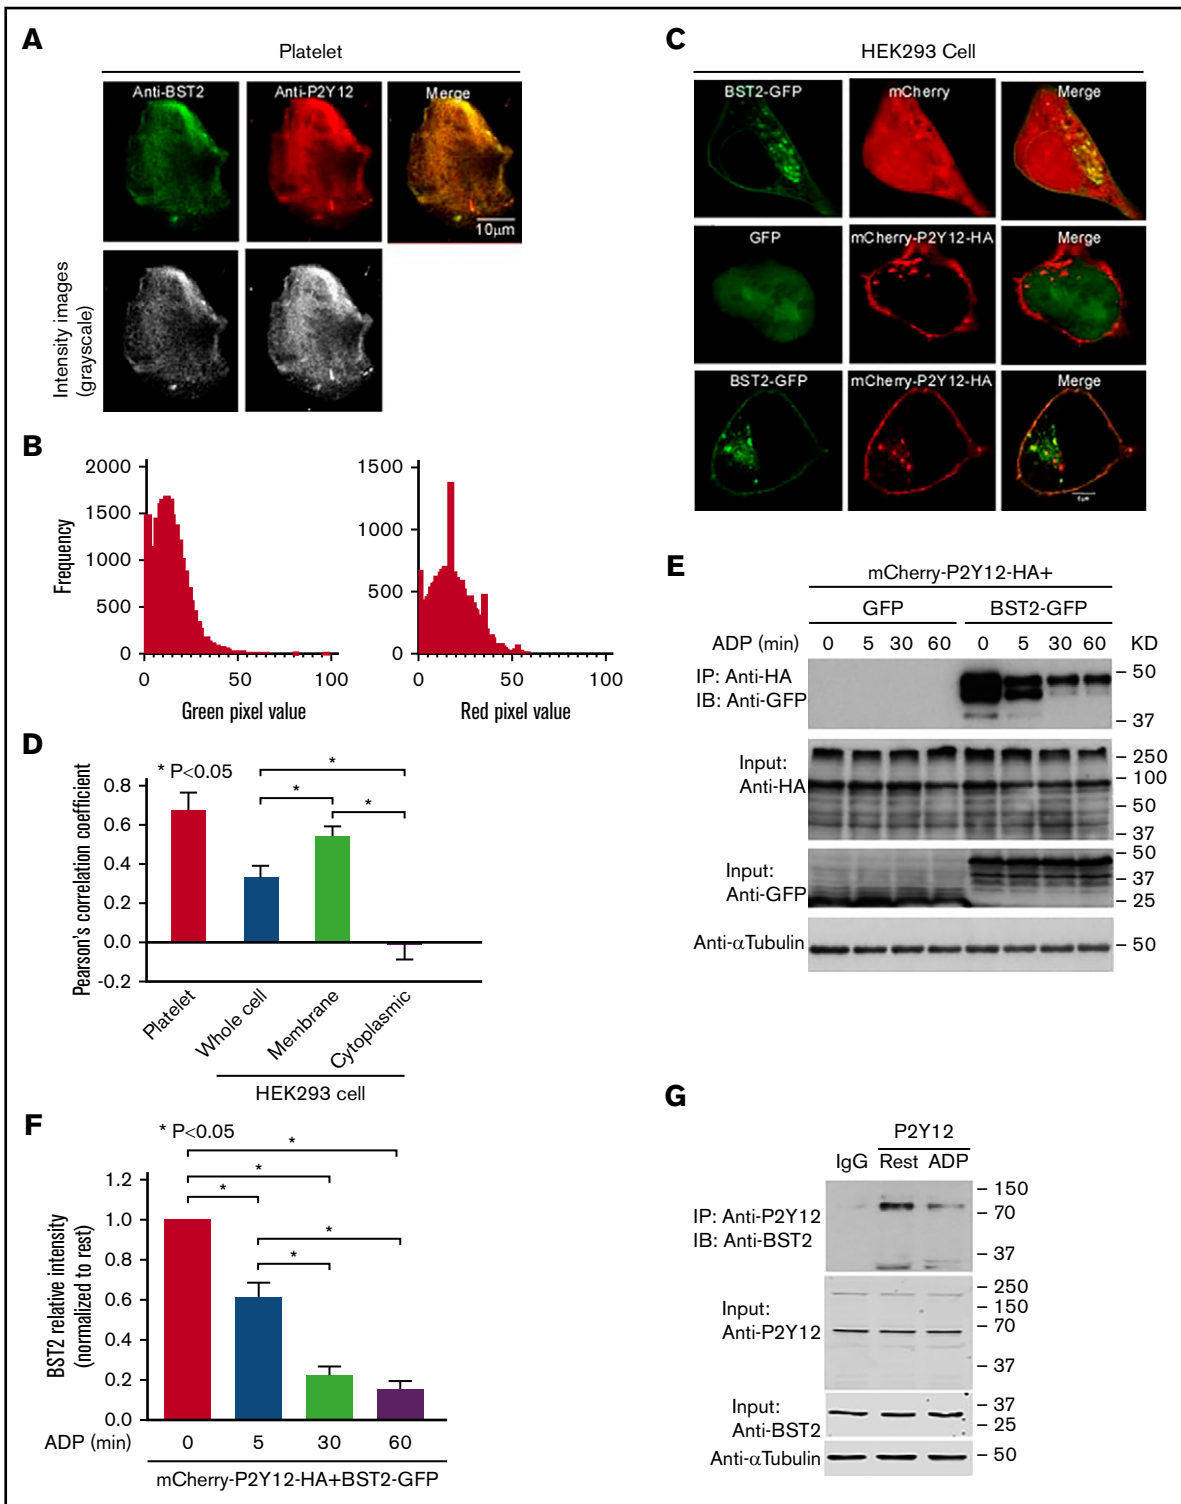 A
Platelet
Anti-BST2
Anti-P2Y12
Merge
10μm
Intensity images
(grayscale)
B
Frequency
2000
1500
1000
500
0
0
50
100
Green pixel value
1500
1000
500
0
0
50
100
Red pixel value
C
HEK293 Cell
BST2-GFP
mCherry
Merge
GFP
mCherry-P2Y12-HA
Merge
BST2-GFP
mCherry-P2Y12-HA
Merge
D
Pearson's correlation coefficient
* P<0.05
0.8
0.6
0.4
0.2
0.0
-0.2
*
*
*
Platelet
Whole cell
Membrane
Cytoplasmic
HEK293 cell
E
mCherry-P2Y12-HA+
GFP
BST2-GFP
ADP (min)
0 5 30 60 0 5 30 60
KD
IP: Anti-HA
IB: Anti-GFP
– 50
– 37
Input:
Anti-HA
– 250
– 100
– 50
– 37
Input:
Anti-GFP
– 50
– 37
– 25
Anti-αTubulin
– 50
F
BST2 relative intensity
(normalized to rest)
* P<0.05
1.2
1.0
0.8
0.6
0.4
0.2
0.0
*
*
*
*
*
ADP (min)
0 5 30 60
mCherry-P2Y12-HA+BST2-GFP
G
P2Y12
IgG Rest ADP
IP: Anti-P2Y12
IB: Anti-BST2
– 150
– 70
– 37
Input:
Anti-P2Y12
– 250
– 150
– 70
– 37
Input:
Anti-BST2
– 37
– 25
Anti-αTubulin
– 50